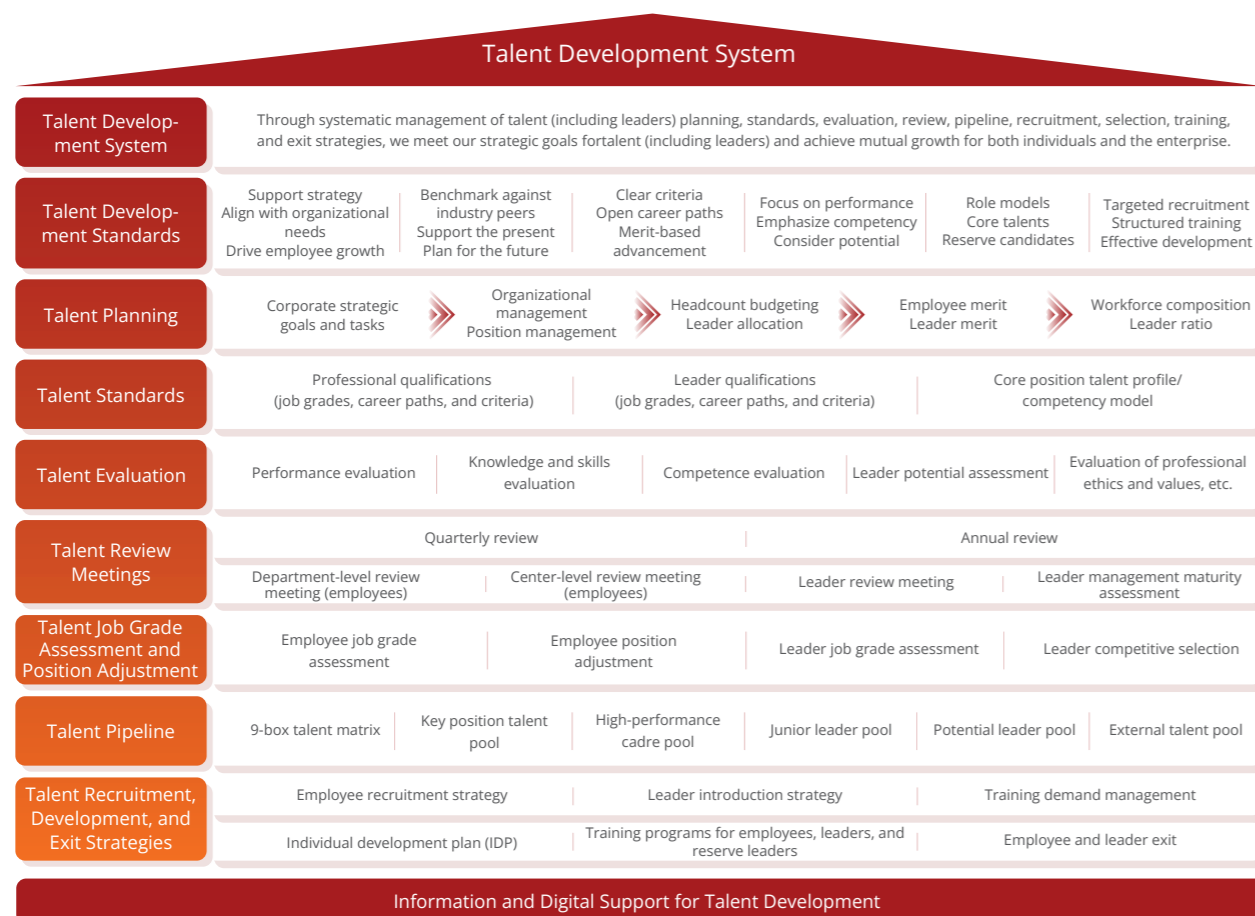 Talent Development System
Talent Develop-
ment System
Through systematic management of talent (including leaders) planning, standards, evaluation, review, pipeline, recruitment, selection, training,
and exit strategies, we meet our strategic goals fortalent (including leaders) and achieve mutual growth for both individuals and the enterprise.
Talent Develop-
ment Standards
Support strategy
Align with organizational
needs
Drive employee growth
Benchmark against
industry peers
Support the present
Plan for the future
Clear criteria
Open career paths
Merit-based
advancement
Focus on performance
Emphasize competency
Consider potential
Role models
Core talents
Reserve candidates
Targeted recruitment
Structured training
Effective development
Talent Planning
Corporate strategic
goals and tasks
Organizational
management
Position management
Headcount budgeting
Leader allocation
Employee merit
Leader merit
Workforce composition
Leader ratio
Talent Standards
Professional qualifications
(job grades, career paths, and criteria)
Leader qualifications
(job grades, career paths, and criteria)
Core position talent profile/
competency model
Talent Evaluation
Performance evaluation
Knowledge and skills
evaluation
Competence evaluation
Leader potential assessment
Evaluation of professional
ethics and values, etc.
Talent Review
Meetings
Quarterly review
Annual review
Department-level review
meeting (employees)
Center-level review meeting
(employees)
Leader review meeting
Leader management maturity
assessment
Talent Job Grade
Assessment and
Position Adjustment
Employee job grade
assessment
Employee position
adjustment
Leader job grade assessment
Leader competitive selection
Talent Pipeline
9-box talent matrix
Key position talent
pool
High-performance
cadre pool
Junior leader pool
Potential leader pool
External talent pool
Talent Recruitment,
Development, and
Exit Strategies
Employee recruitment strategy
Leader introduction strategy
Training demand management
Individual development plan (IDP)
Training programs for employees, leaders, and
reserve leaders
Employee and leader exit
Information and Digital Support for Talent Development